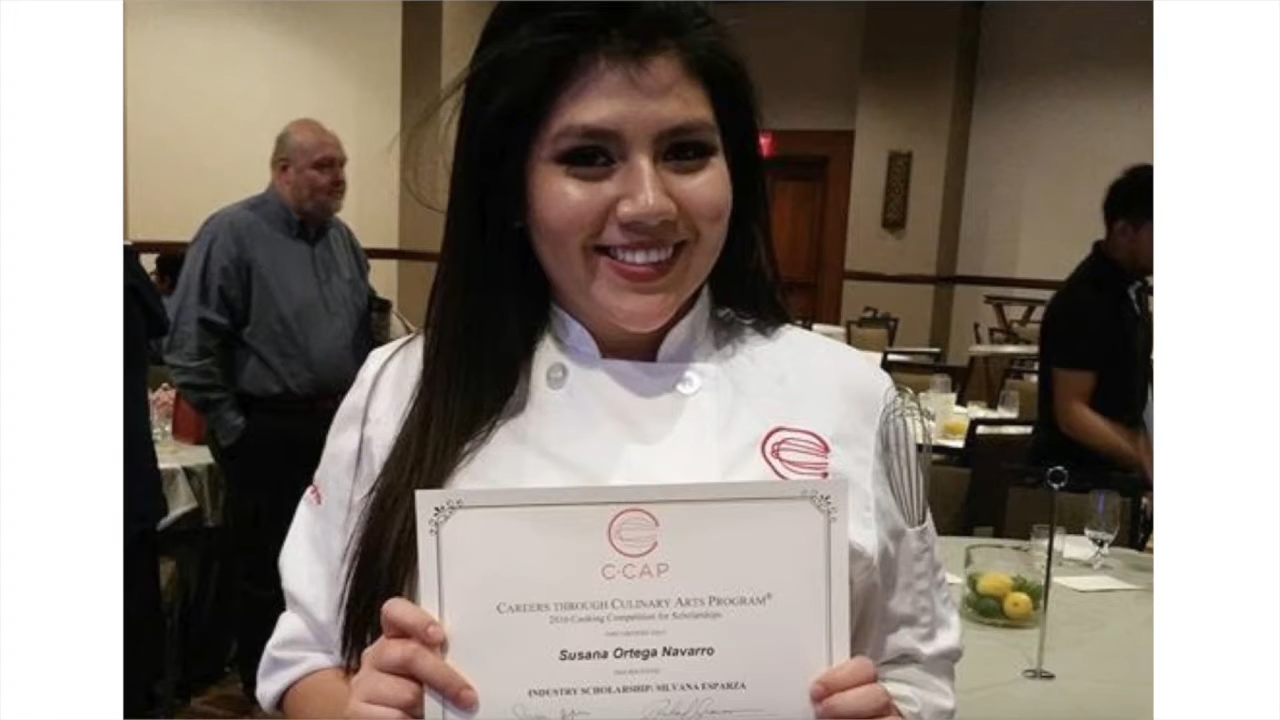 C·CAP
CAREERS THROUGH CULINARY ARTS PROGRAM®
2016 Cooking Competition for Scholarships
Susana Ortega Navarro
INDUSTRY SCHOLARSHIP: SILVANA ESPARZA